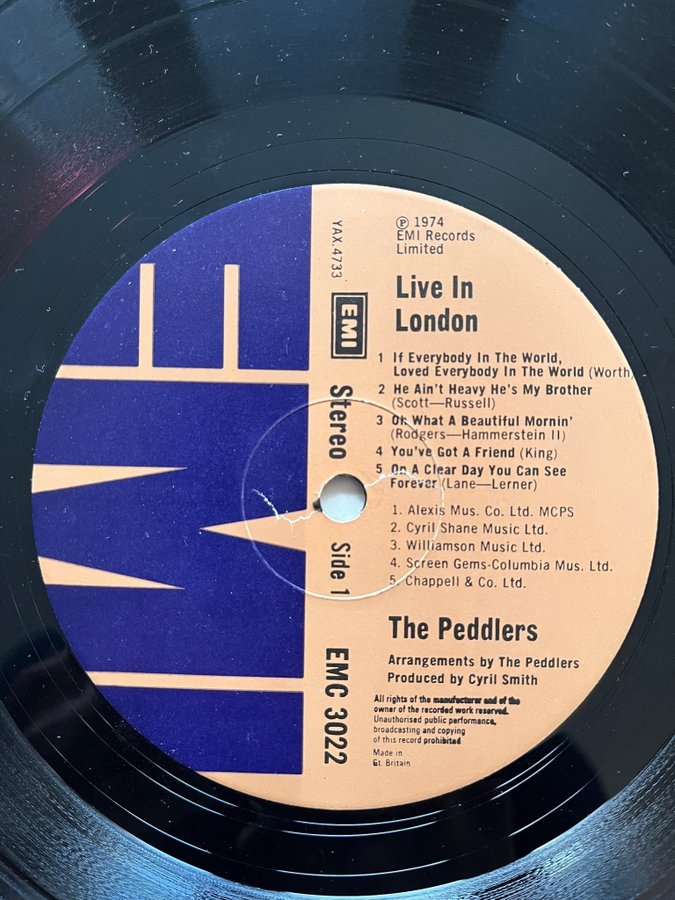 ℗ 1974
EMI Records
Limited
Live In
London
1 If Everybody In The World,
Loved Everybody In The World (Worth)
2 He Ain't Heavy He's My Brother
(Scott—Russell)
3 Oh What A Beautiful Mornin'
(Rodgers—Hammerstein II)
4 You've Got A Friend (King)
5 On A Clear Day You Can See
Forever (Lane—Lerner)
1. Alexis Mus. Co. Ltd. MCPS
2. Cyril Shane Music Ltd.
3. Williamson Music Ltd.
4. Screen Gems-Columbia Mus. Ltd.
5. Chappell & Co. Ltd.
The Peddlers
Arrangements by The Peddlers
Produced by Cyril Smith
All rights of the manufacturer and of the
owner of the recorded work reserved.
Unauthorised public performance,
broadcasting and copying
of this record prohibited
Made in
Gt. Britain
YAX.4733
EMI
Stereo
Side 1
EMC 3022
EMI